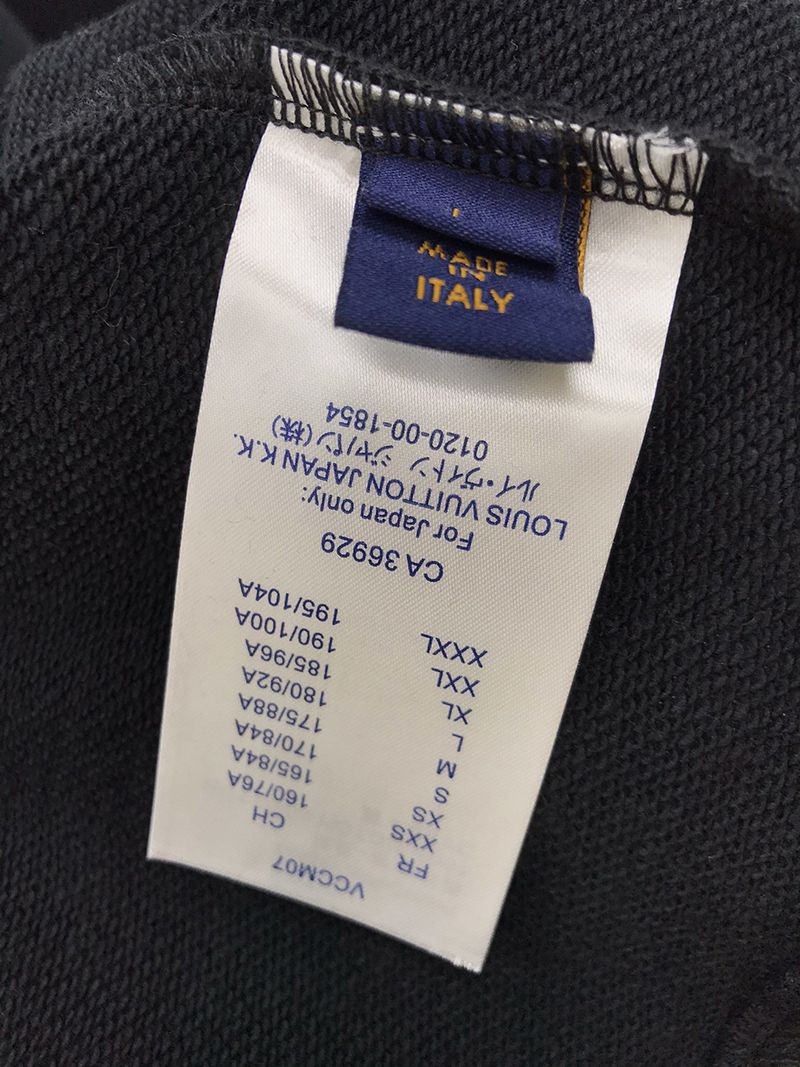 MADE
IN
ITALY
VCCM07
FR CH
XXS 160/76A
XS 165/84A
S 170/84A
M 175/88A
L 180/92A
XL 185/96A
XXL 190/100A
XXXL 195/104A
CA 36929
For Japan only:
LOUIS VUITTON JAPAN K.K.
ルイ・ヴィトン ジャパン(株)
0120-00-1854